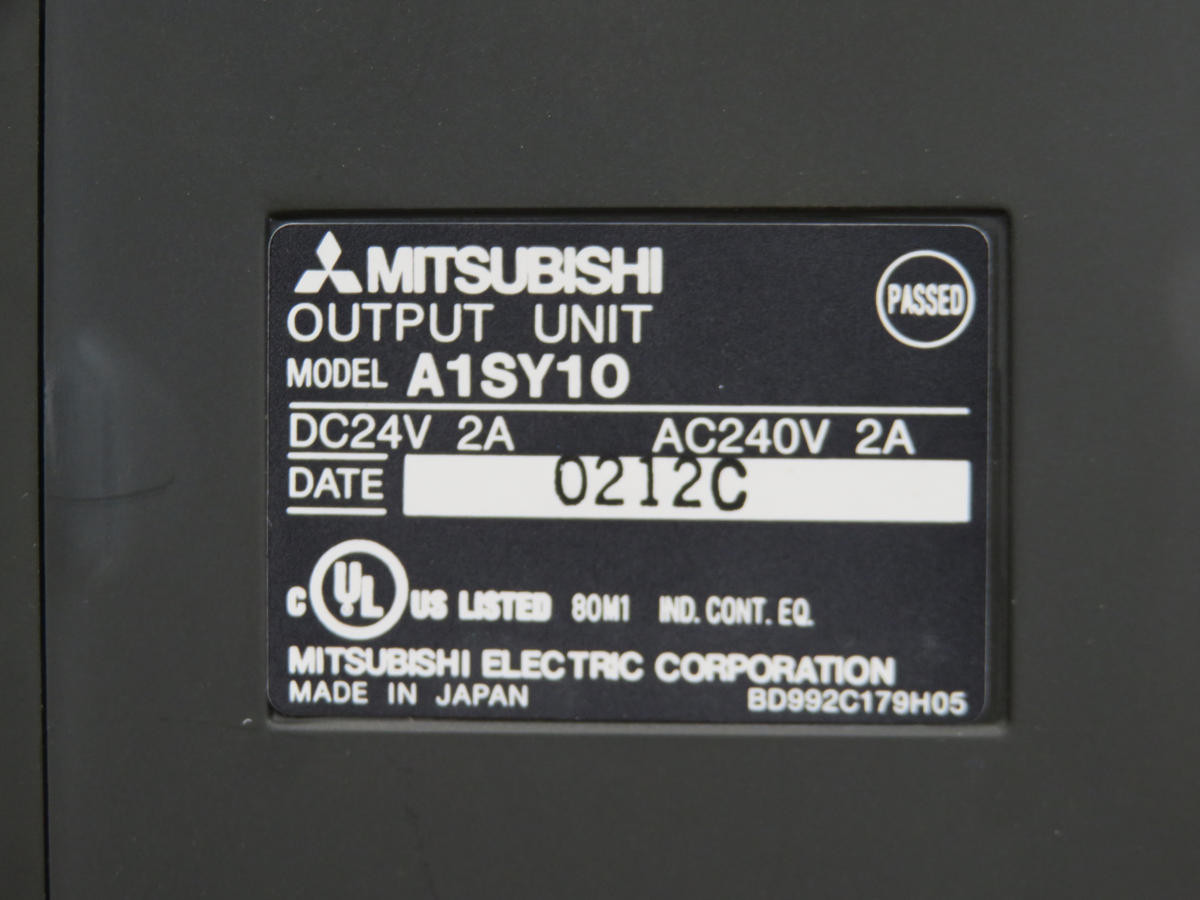 MITSUBISHI
PASSED
OUTPUT UNIT
MODEL A1SY10
DC24V 2A AC240V 2A
DATE 0212C
C UL US LISTED 80M1 IND. CONT. EQ.
MITSUBISHI ELECTRIC CORPORATION
MADE IN JAPAN BD992C179H05